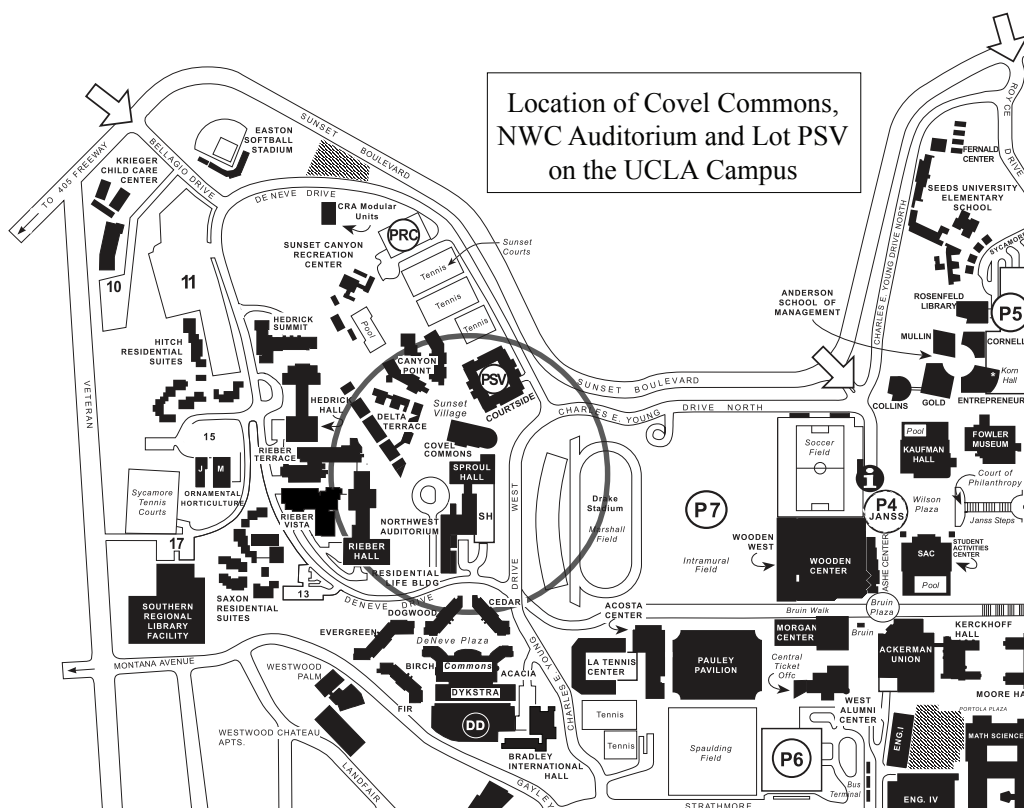 Location of Covel Commons,
NWC Auditorium and Lot PSV
on the UCLA Campus
TO 405 FREEWAY
BELLAGIO DRIVE
KRIEGER
CHILD CARE
CENTER
EASTON
SOFTBALL
STADIUM
SUNSET
BOULEVARD
DE NEVE DRIVE
CRA Modular
Units
PRC
SUNSET CANYON
RECREATION
CENTER
Sunset
Courts
Tennis
Tennis
Tennis
Pool
10
11
HEDRICK
SUMMIT
HITCH
RESIDENTIAL
SUITES
VETERAN
CANYON
POINT
PSV
COURTSIDE
HEDRICK
HALL
DELTA
TERRACE
Sunset
Village
COVEL
COMMONS
SPROUL
HALL
SH
NORTHWEST
AUDITORIUM
15
J
M
ORNAMENTAL
HORTICULTURE
RIEBER
TERRACE
RIEBER
VISTA
RIEBER
HALL
RESIDENTIAL
LIFE BLDG
Sycamore
Tennis
Courts
17
SAXON
RESIDENTIAL
SUITES
13
DENEVE DRIVE
SOUTHERN
REGIONAL
LIBRARY
FACILITY
MONTANA AVENUE
SUNSET BOULEVARD
CHARLES E. YOUNG DRIVE NORTH
WEST
DRIVE
CHARLES E. YOUNG
Drake
Stadium
Marshall
Field
P7
Intramural
Field
Soccer
Field
WOODEN
WEST
WOODEN
CENTER
ASHE CENTER
i
P4
JANSS
Wilson
Plaza
Court of
Philanthropy
Janss Steps
STUDENT
ACTIVITIES
CENTER
SAC
Pool
Pool
KAUFMAN
HALL
FOWLER
MUSEUM
ANDERSON
SCHOOL OF
MANAGEMENT
MULLIN
COLLINS
GOLD
ENTREPRENEUR
Korn
Hall
CORNELL
ROSENFELD
LIBRARY
P5
SYCAMORE
SEEDS UNIVERSITY
ELEMENTARY
SCHOOL
FERNALD
CENTER
ROYCE
CHARLES E. YOUNG DRIVE NORTH
CEDAR
DOGWOOD
DeNeve Plaza
EVERGREEN
BIRCH
Commons
ACACIA
FIR
DYKSTRA
DD
BRADLEY
INTERNATIONAL
HALL
WESTWOOD
PALM
WESTWOOD CHATEAU
APTS.
LANDFAIR
GAYLEY
STRATHMORE
ACOSTA
CENTER
LA TENNIS
CENTER
PAULEY
PAVILION
MORGAN
CENTER
Bruin Walk
Bruin
Plaza
Bruin
Central
Ticket
Offc
KERCKHOFF
HALL
ACKERMAN
UNION
MOORE HA
WEST
ALUMNI
CENTER
PORTOLA PLAZA
ENG.I
MATH SCIENCE
ENG. IV
Bus
Terminal
P6
Spaulding
Field
Tennis
Tennis